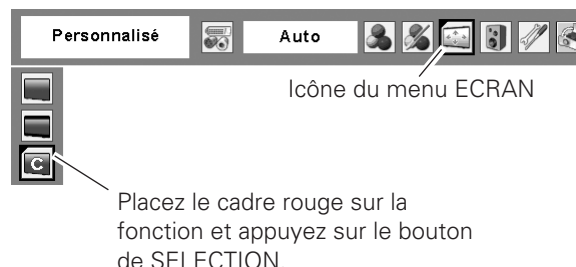 Personnalisé
Auto
Icône du menu ECRAN
C
Placez le cadre rouge sur la
fonction et appuyez sur le bouton
de SELECTION.